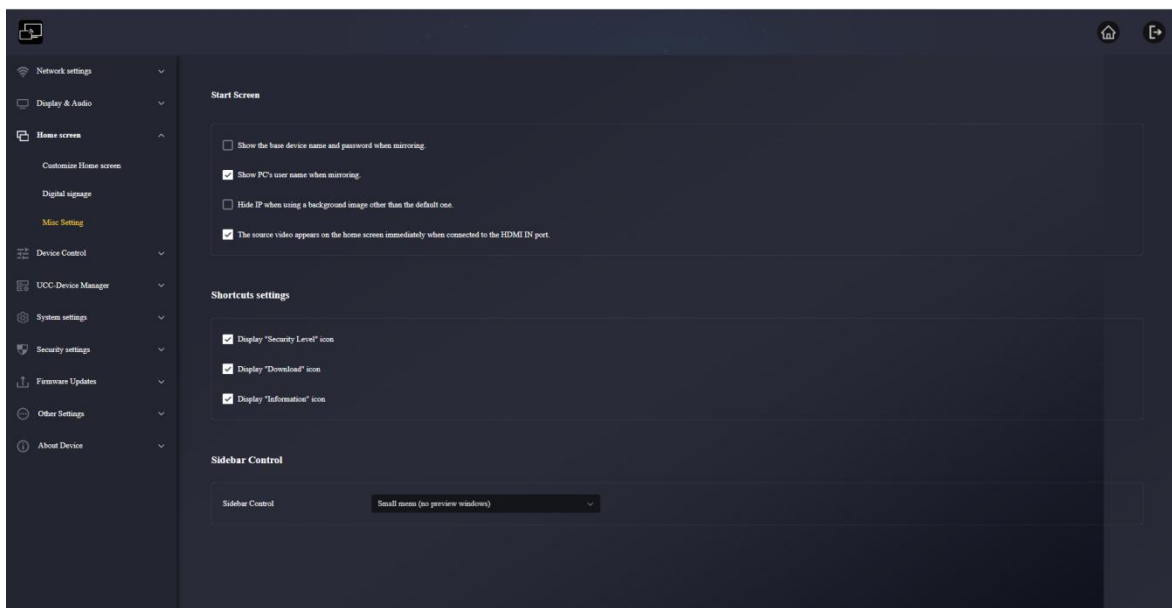 Network settings
Display & Audio
Home screen
Customize Home screen
Digital signage
Misc Setting
Device Control
UCC-Device Manager
System settings
Security settings
Firmware Updates
Other Settings
About Device
Start Screen
Show the base device name and password when mirroring.
Show PC's user name when mirroring.
Hide IP when using a background image other than the default one.
The source video appears on the home screen immediately when connected to the HDMI IN port.
Shortcuts settings
Display "Security Level" icon
Display "Download" icon
Display "Information" icon
Sidebar Control
Sidebar Control Small menu (no preview windows)